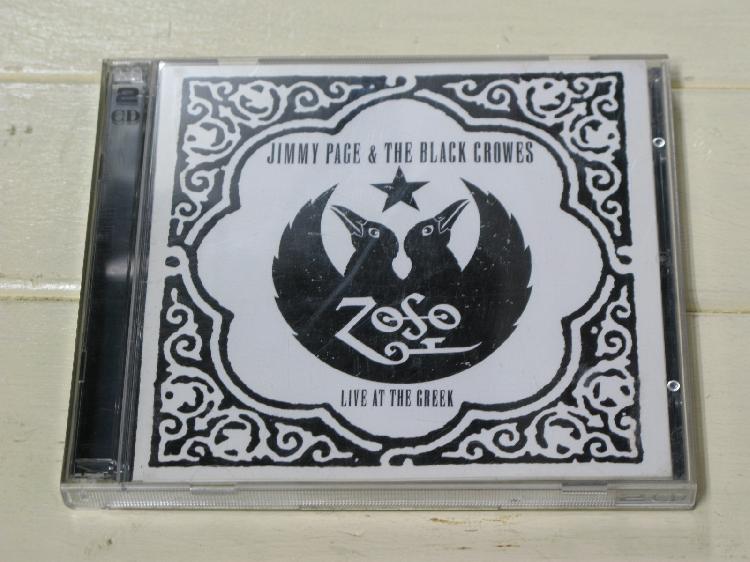 2
CD
JIMMY PAGE & THE BLACK CROWES
ZOSO
LIVE AT THE GREEK